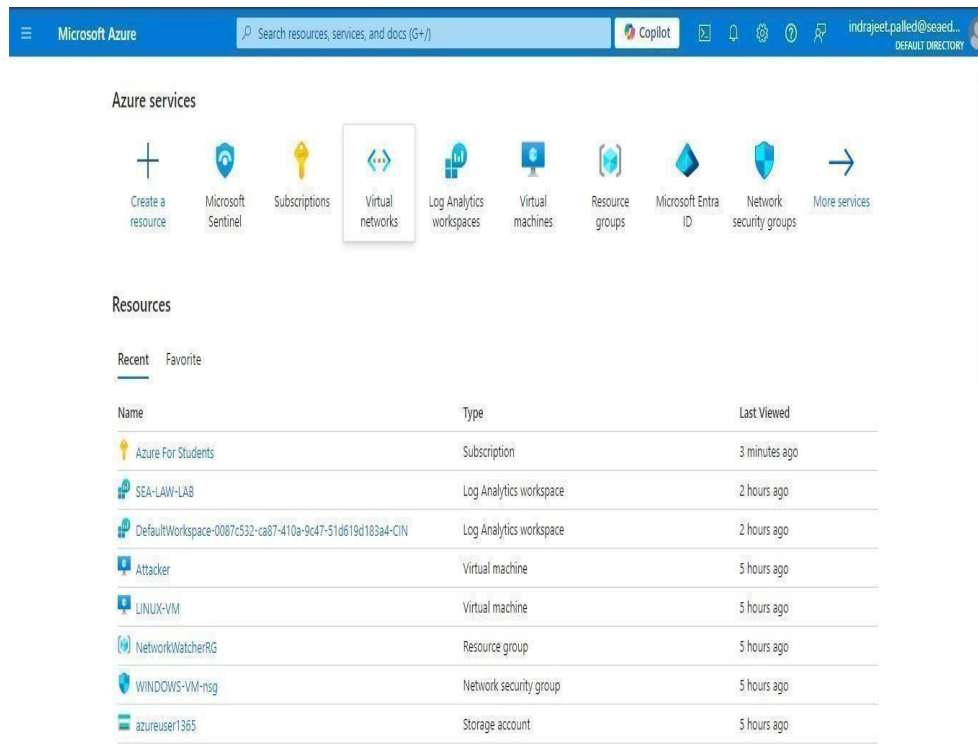 Microsoft Azure
Search resources, services, and docs (G+/)
Copilot
indrajeet.palled@seaed...
DEFAULT DIRECTORY
Azure services
Create a resource
Microsoft Sentinel
Subscriptions
Virtual networks
Log Analytics workspaces
Virtual machines
Resource groups
Microsoft Entra ID
Network security groups
More services
Resources
Recent Favorite
Name Type Last Viewed
Azure For Students Subscription 3 minutes ago
SEA-LAW-LAB Log Analytics workspace 2 hours ago
DefaultWorkspace-0087c532-ca87-410a-9c47-51d619d183a4-CIN Log Analytics workspace 2 hours ago
Attacker Virtual machine 5 hours ago
LINUX-VM Virtual machine 5 hours ago
NetworkWatcherRG Resource group 5 hours ago
WINDOWS-VM-nsg Network security group 5 hours ago
azureuser1365 Storage account 5 hours ago